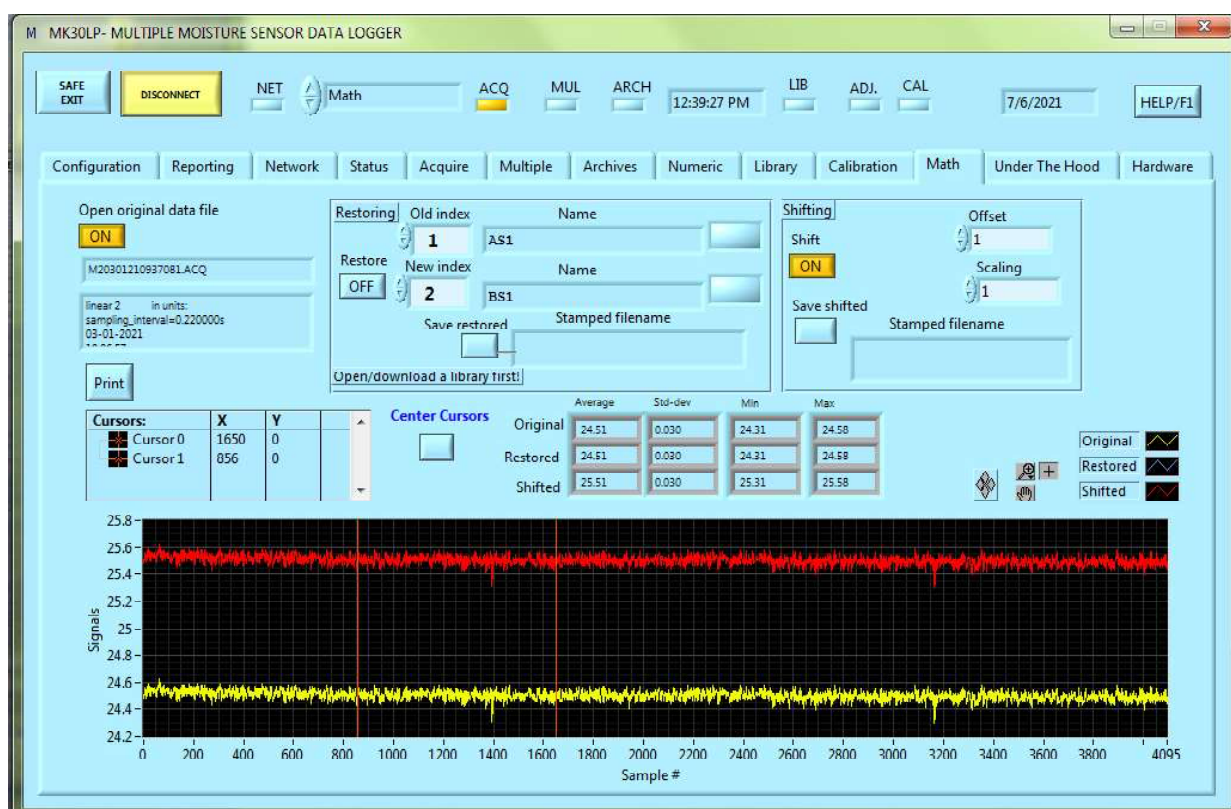 M MK30LP- MULTIPLE MOISTURE SENSOR DATA LOGGER
SAFE EXIT
DISCONNECT
NET
Math
ACQ
MUL
ARCH
12:39:27 PM
LIB
ADJ.
CAL
7/6/2021
HELP/F1
Configuration Reporting Network Status Acquire Multiple Archives Numeric Library Calibration Math Under The Hood Hardware
Open original data file
ON
M20301210937081.ACQ
linear 2 in units:
sampling_interval=0.220000s
03-01-2021
Print
Restoring
Old index
Name
1
AS1
Restore
OFF
New index
Name
2
BS1
Save restored
Stamped filename
Open/download a library first!
Shifting
Shift
ON
Offset
1
Scaling
1
Save shifted
Stamped filename
Cursors: X Y
Cursor 0 1650 0
Cursor 1 856 0
Center Cursors
Average Std-dev Min Max
Original 24.51 0.030 24.31 24.58
Restored 24.51 0.030 24.31 24.58
Shifted 25.51 0.030 25.31 25.58
Original
Restored
Shifted
Signals
25.8
25.6
25.4
25.2
25
24.8
24.6
24.4
24.2
0 200 400 600 800 1000 1200 1400 1600 1800 2000 2200 2400 2600 2800 3000 3200 3400 3600 3800 4095
Sample #